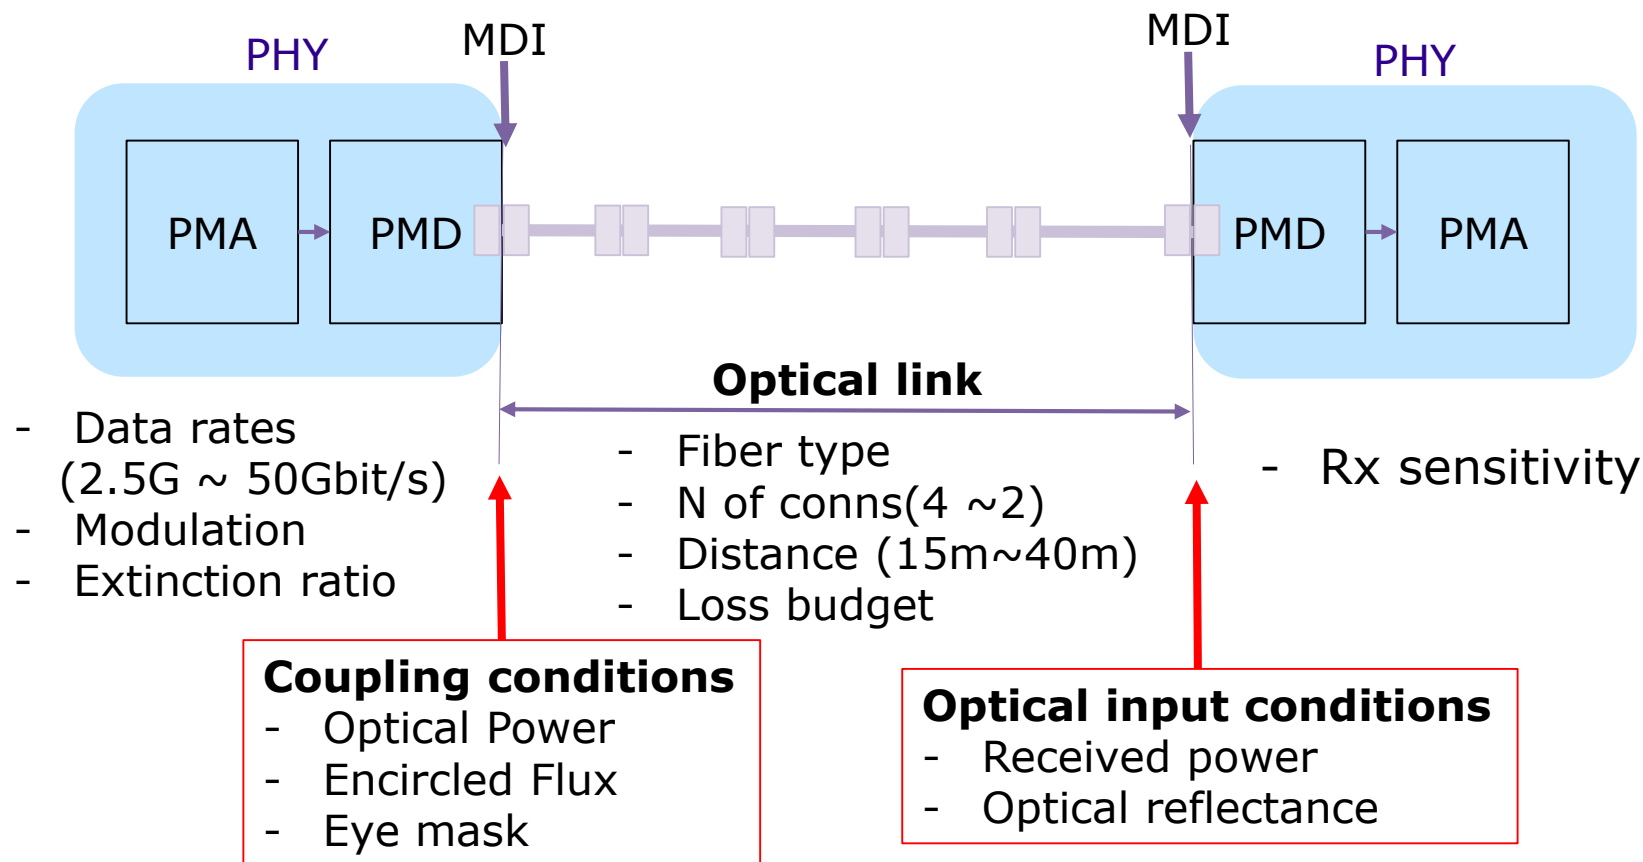 PHY
MDI
MDI
PHY
PMA
PMD
PMD
PMA
Optical link
- Data rates
(2.5G ~ 50Gbit/s)
- Modulation
- Extinction ratio
- Fiber type
- N of conns(4 ~2)
- Distance (15m~40m)
- Loss budget
- Rx sensitivity
Coupling conditions
- Optical Power
- Encircled Flux
- Eye mask
Optical input conditions
- Received power
- Optical reflectance